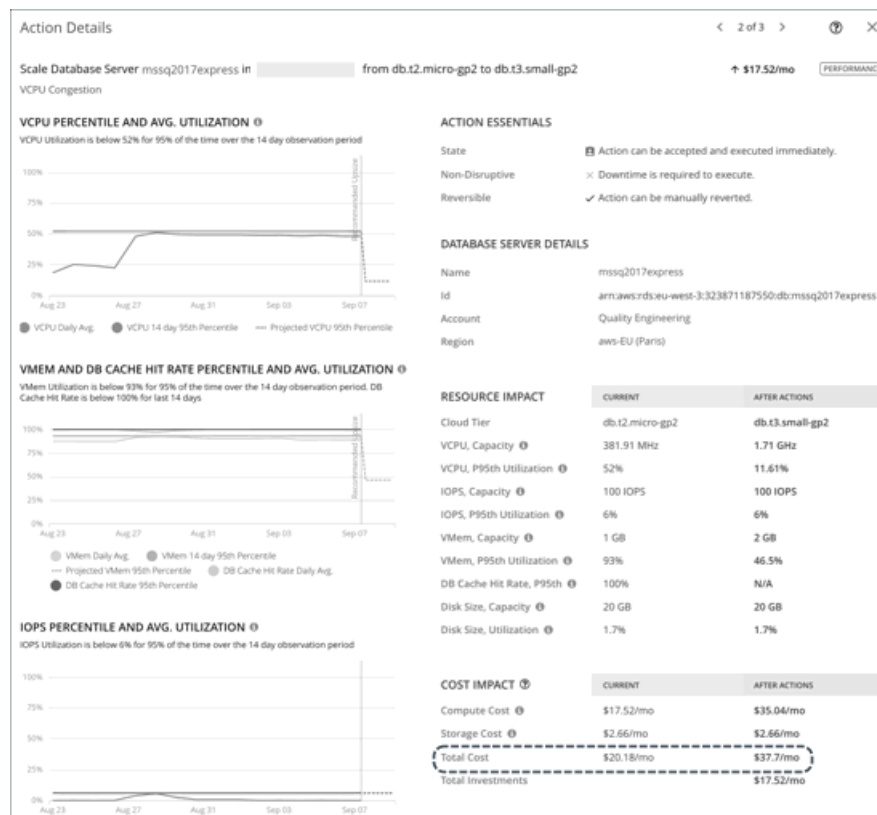 Action Details
2 of 3
Scale Database Server mssq2017express in from db.t2.micro-gp2 to db.t3.small-gp2
↑ $17.52/mo
PERFORMANC
VCPU Congestion
VCPU PERCENTILE AND AVG. UTILIZATION
VCPU Utilization is below 52% for 95% of the time over the 14 day observation period
100%
75%
50%
25%
0%
Recommended Upsize
Aug 23 Aug 27 Aug 31 Sep 03 Sep 07
VCPU Daily Avg. VCPU 14 day 95th Percentile Projected VCPU 95th Percentile
VMEM AND DB CACHE HIT RATE PERCENTILE AND AVG. UTILIZATION
VMem Utilization is below 93% for 95% of the time over the 14 day observation period. DB
Cache Hit Rate is below 100% for last 14 days
100%
75%
50%
25%
0%
Recommended Upsize
Aug 23 Aug 27 Aug 31 Sep 03 Sep 07
VMem Daily Avg. VMem 14 day 95th Percentile
Projected VMem 95th Percentile DB Cache Hit Rate Daily Avg.
DB Cache Hit Rate 95th Percentile
IOPS PERCENTILE AND AVG. UTILIZATION
IOPS Utilization is below 6% for 95% of the time over the 14 day observation period
100%
75%
50%
25%
0%
Aug 23 Aug 27 Aug 31 Sep 03 Sep 07
ACTION ESSENTIALS
State Action can be accepted and executed immediately.
Non-Disruptive Downtime is required to execute.
Reversible Action can be manually reverted.
DATABASE SERVER DETAILS
Name mssq2017express
Id arn:aws:rds:eu-west-3:323871187550:db:mssq2017express
Account Quality Engineering
Region aws-EU (Paris)
RESOURCE IMPACT CURRENT AFTER ACTIONS
Cloud Tier db.t2.micro-gp2 db.t3.small-gp2
VCPU, Capacity 381.91 MHz 1.71 GHz
VCPU, P95th Utilization 52% 11.61%
IOPS, Capacity 100 IOPS 100 IOPS
IOPS, P95th Utilization 6% 6%
VMem, Capacity 1 GB 2 GB
VMem, P95th Utilization 93% 46.5%
DB Cache Hit Rate, P95th 100% N/A
Disk Size, Capacity 20 GB 20 GB
Disk Size, Utilization 1.7% 1.7%
COST IMPACT CURRENT AFTER ACTIONS
Compute Cost $17.52/mo $35.04/mo
Storage Cost $2.66/mo $2.66/mo
Total Cost $20.18/mo $37.7/mo
Total Investments $17.52/mo